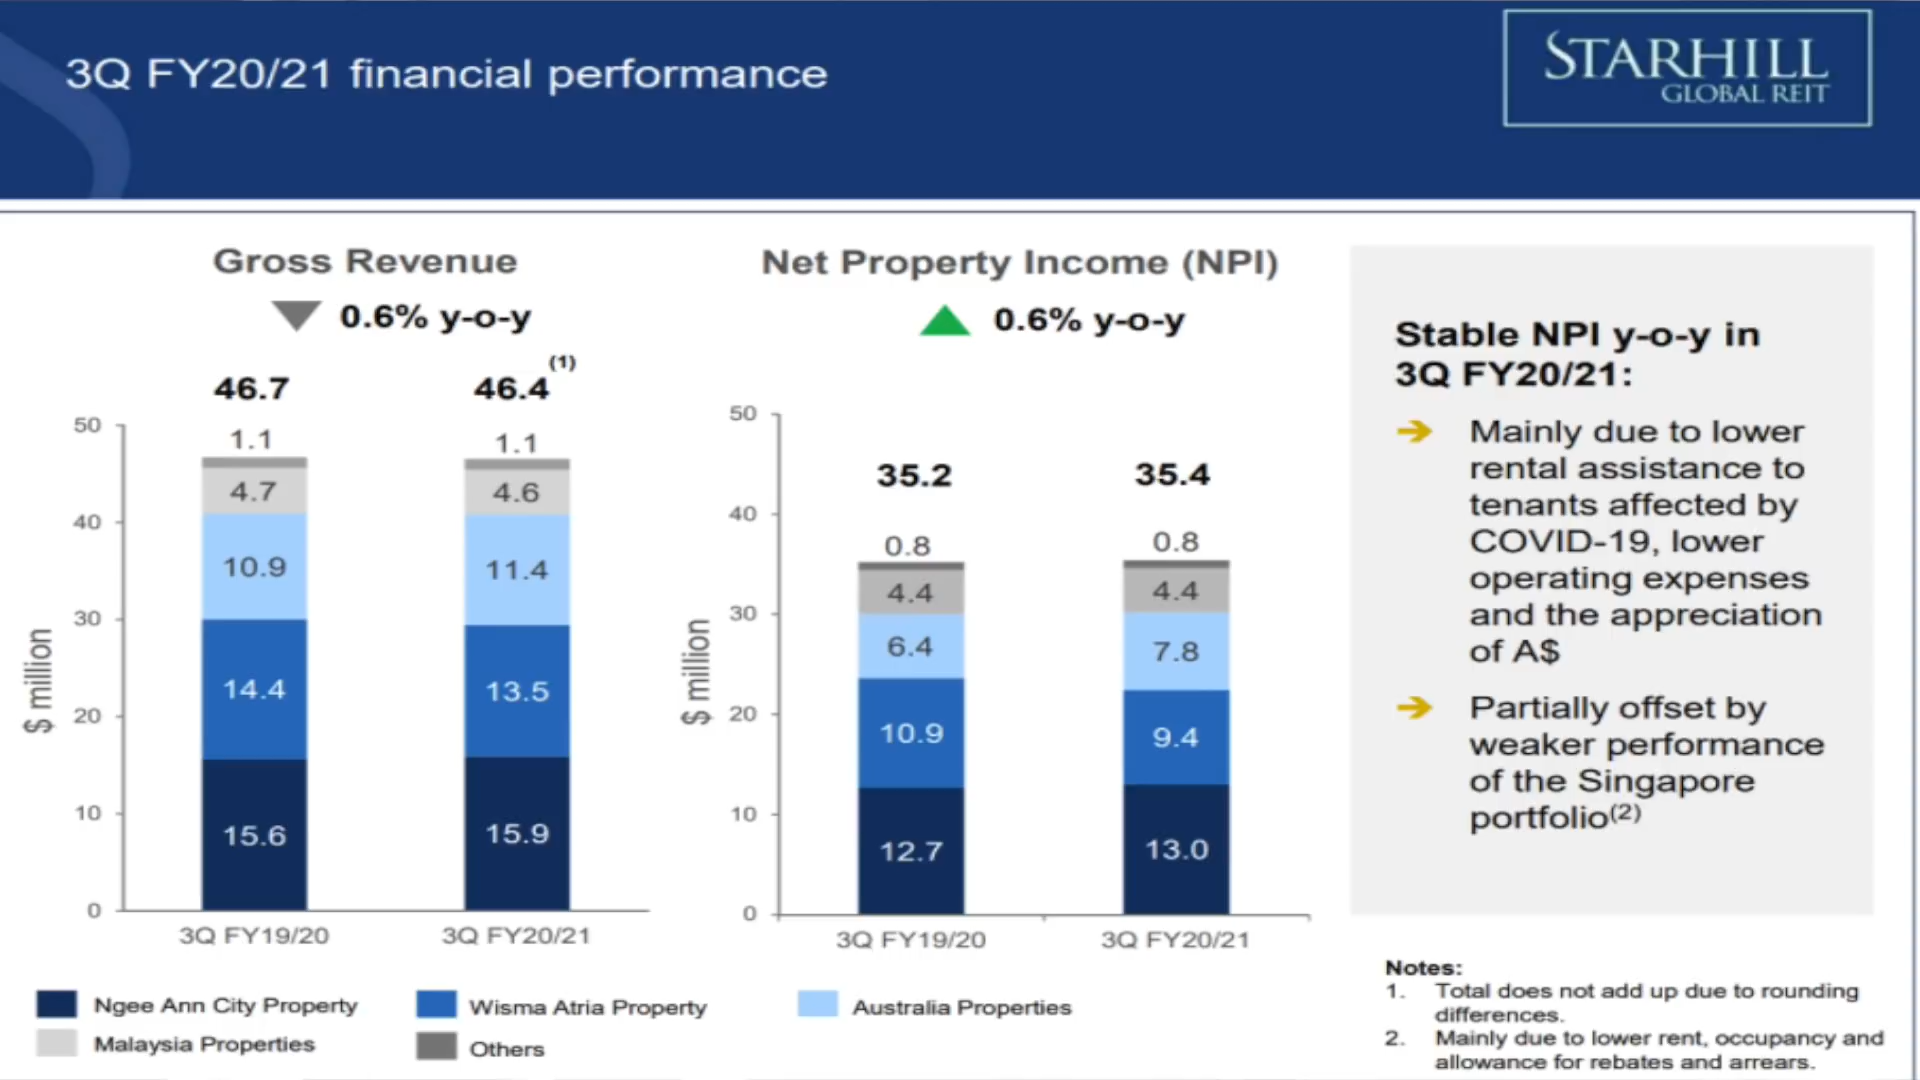 3Q FY20/21 financial performance
STARHILL
GLOBAL REIT
Gross Revenue
0.6% y-o-y
46.7
46.4
(1)
50
40
30
20
10
0
$ million
1.1
4.7
10.9
14.4
15.6
1.1
4.6
11.4
13.5
15.9
3Q FY19/20
3Q FY20/21
Net Property Income (NPI)
0.6% y-o-y
35.2
35.4
50
40
30
20
10
0
$ million
0.8
4.4
6.4
10.9
12.7
0.8
4.4
7.8
9.4
13.0
3Q FY19/20
3Q FY20/21
Ngee Ann City Property
Wisma Atria Property
Australia Properties
Malaysia Properties
Others
Stable NPI y-o-y in
3Q FY20/21:
Mainly due to lower
rental assistance to
tenants affected by
COVID-19, lower
operating expenses
and the appreciation
of A$
Partially offset by
weaker performance
of the Singapore
portfolio(2)
Notes:
1. Total does not add up due to rounding
differences.
2. Mainly due to lower rent, occupancy and
allowance for rebates and arrears.